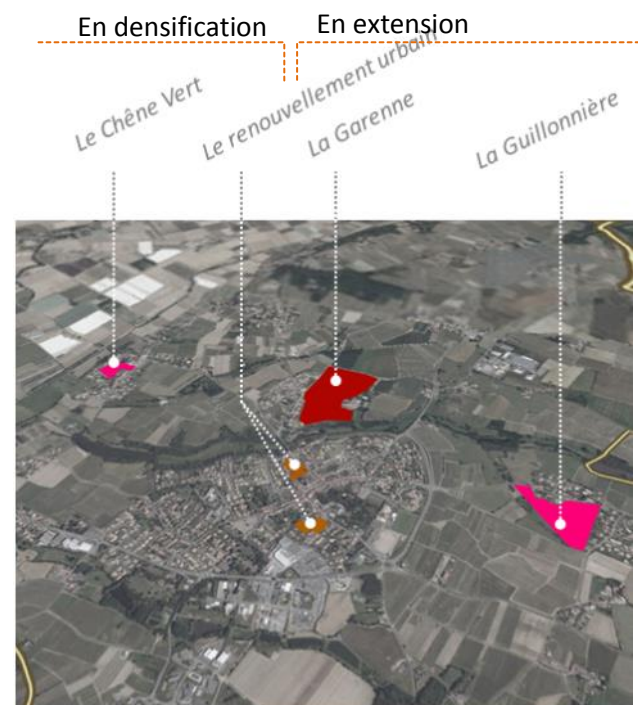 En densification
En extension
Le Chêne Vert
Le renouvellement urbain
La Garenne
La Guillonnière